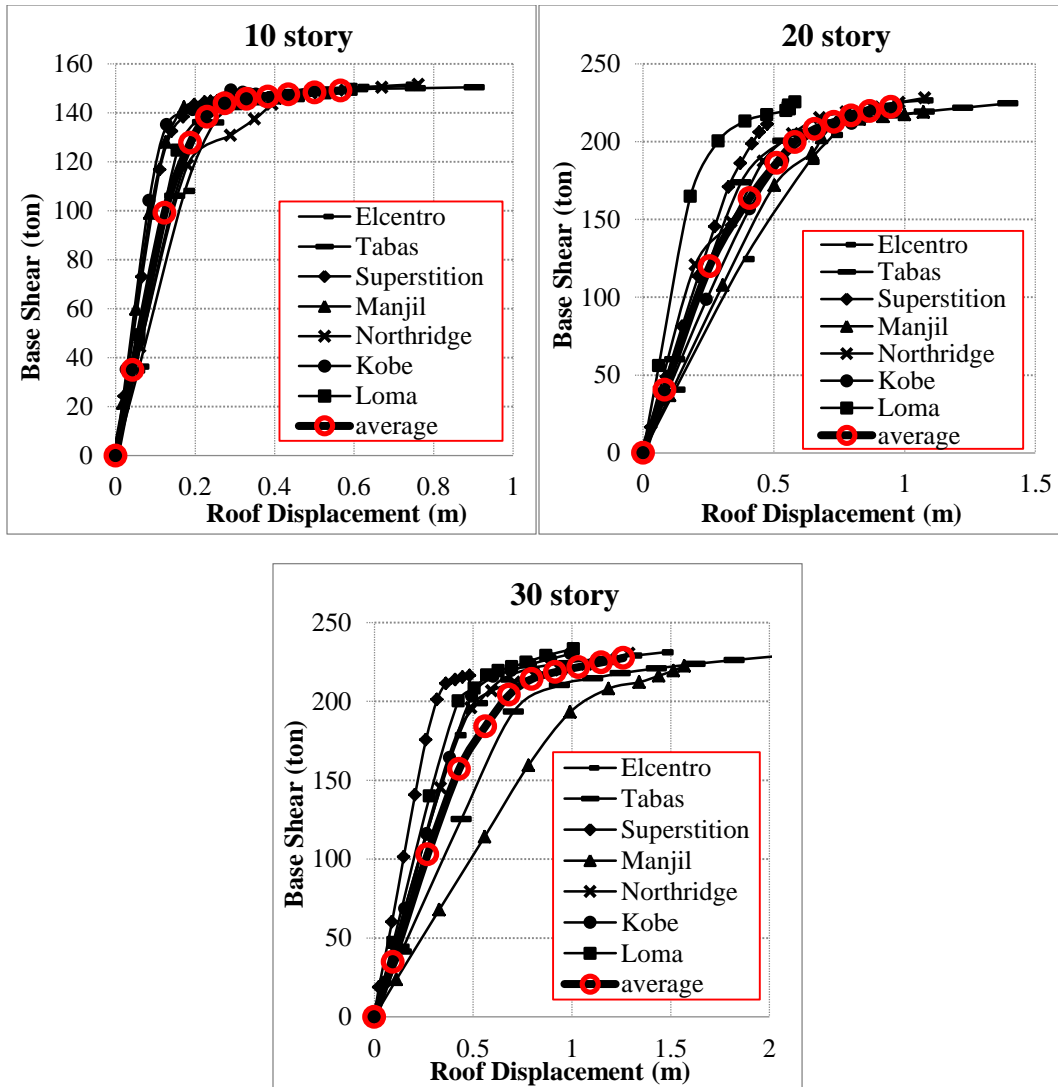 10 story
160
140
120
100
80
60
40
20
0
Base Shear (ton)
Elcentro
Tabas
Superstition
Manjil
Northridge
Kobe
Loma
average
0 0.2 0.4 0.6 0.8 1
Roof Displacement (m)
20 story
250
200
150
100
50
0
Base Shear (ton)
Elcentro
Tabas
Superstition
Manjil
Northridge
Kobe
Loma
average
0 0.5 1 1.5
Roof Displacement (m)
30 story
250
200
150
100
50
0
Base Shear (ton)
Elcentro
Tabas
Superstition
Manjil
Northridge
Kobe
Loma
average
0 0.5 1 1.5 2
Roof Displacement (m)